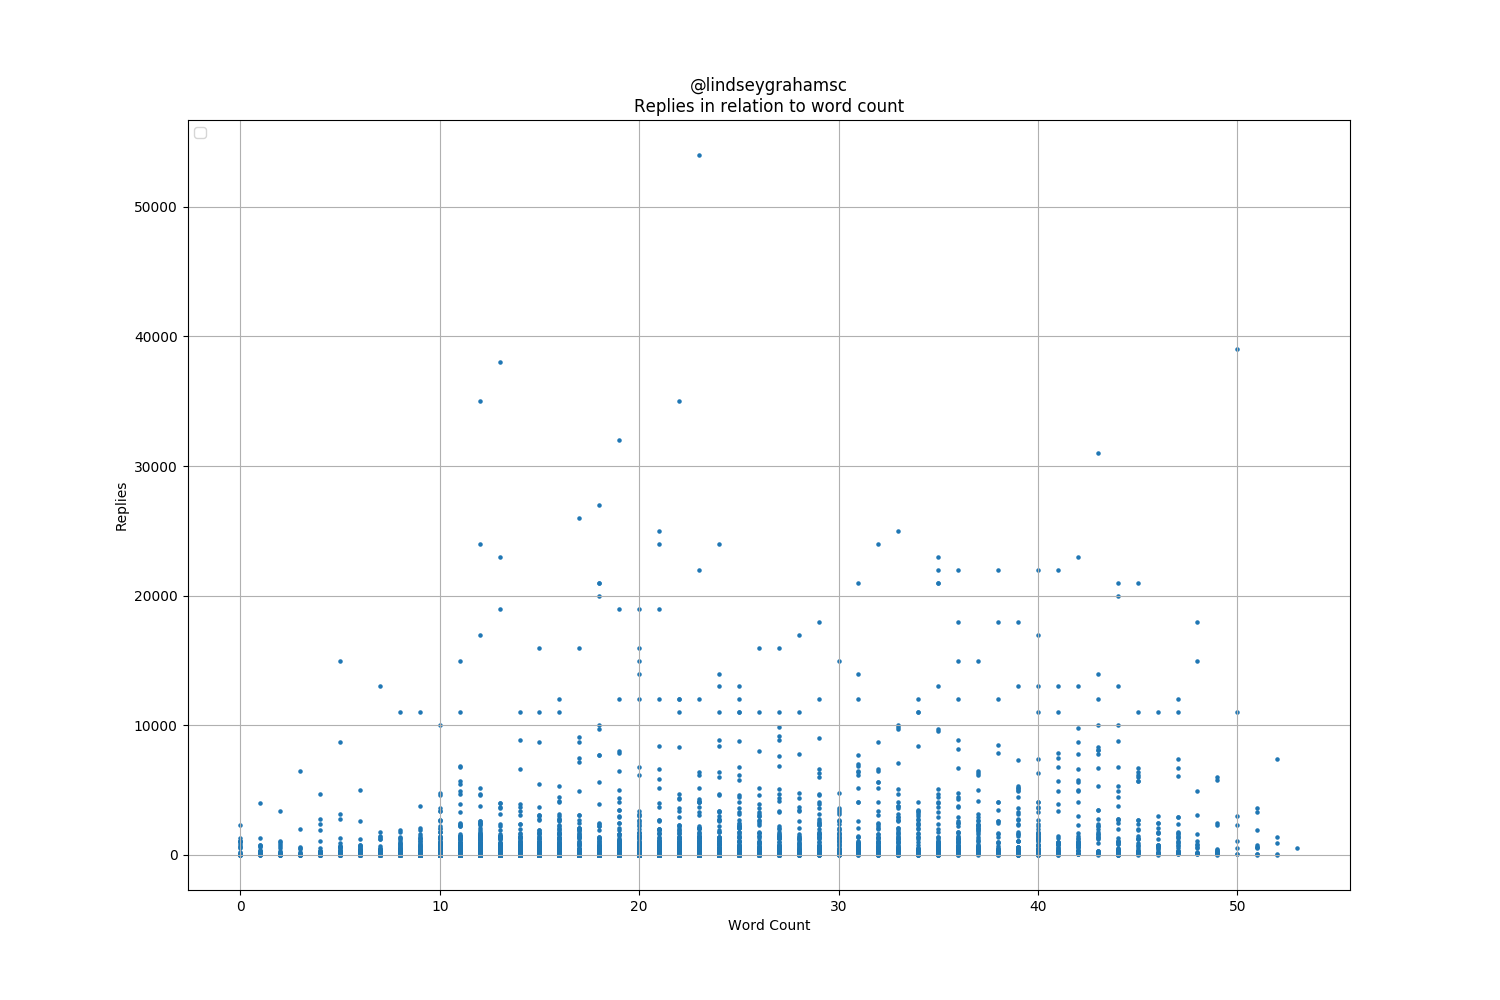 @lindseygrahamsc
Replies in relation to word count
50000
40000
30000
20000
10000
0
Replies
0 10 20 30 40 50
Word Count